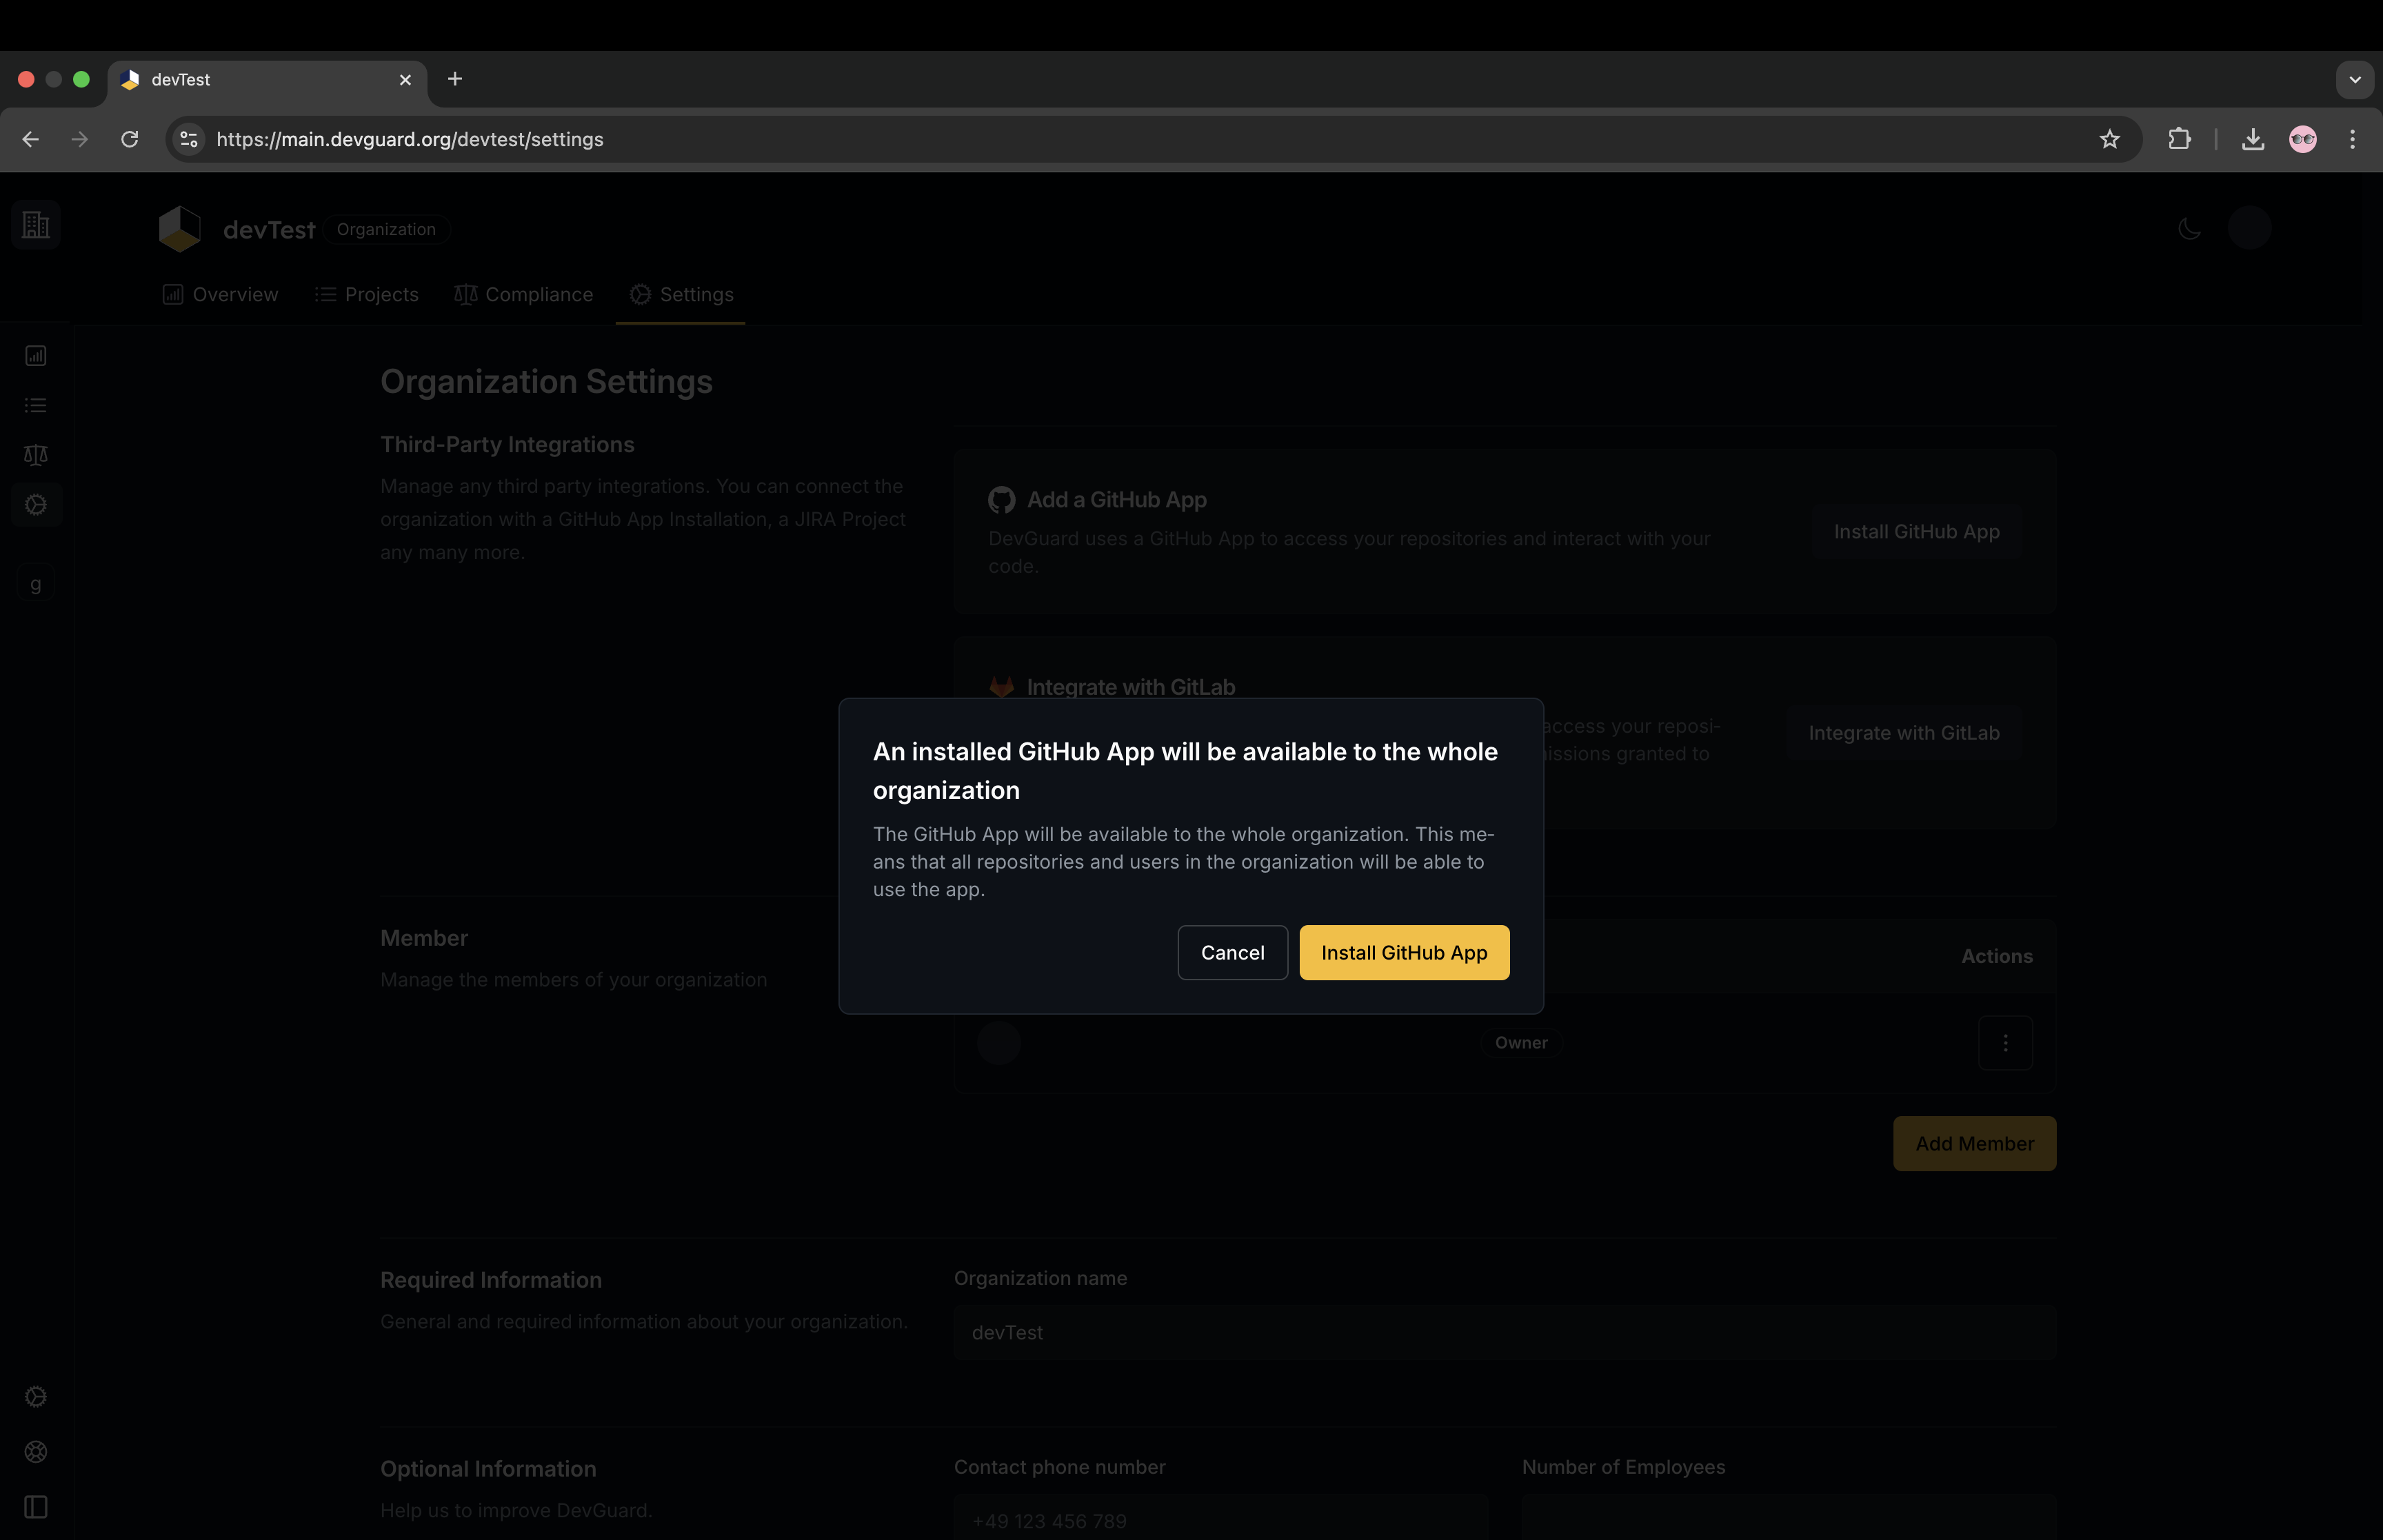 devTest
https://main.devguard.org/devtest/settings
devTest Organization
Overview Projects Compliance Settings
Organization Settings
Third-Party Integrations
Manage any third party integrations. You can connect the
organization with a GitHub App Installation, a JIRA Project
any many more.
Add a GitHub App
DevGuard uses a GitHub App to access your repositories and interact with your
code.
Install GitHub App
Integrate with GitLab
access your reposi-
issions granted to
Integrate with GitLab
g
An installed GitHub App will be available to the whole
organization
The GitHub App will be available to the whole organization. This me-
ans that all repositories and users in the organization will be able to
use the app.
Cancel Install GitHub App
Member
Manage the members of your organization
Actions
Owner
Add Member
Required Information
General and required information about your organization.
Organization name
devTest
Optional Information
Help us to improve DevGuard.
Contact phone number
+49 123 456 789
Number of Employees